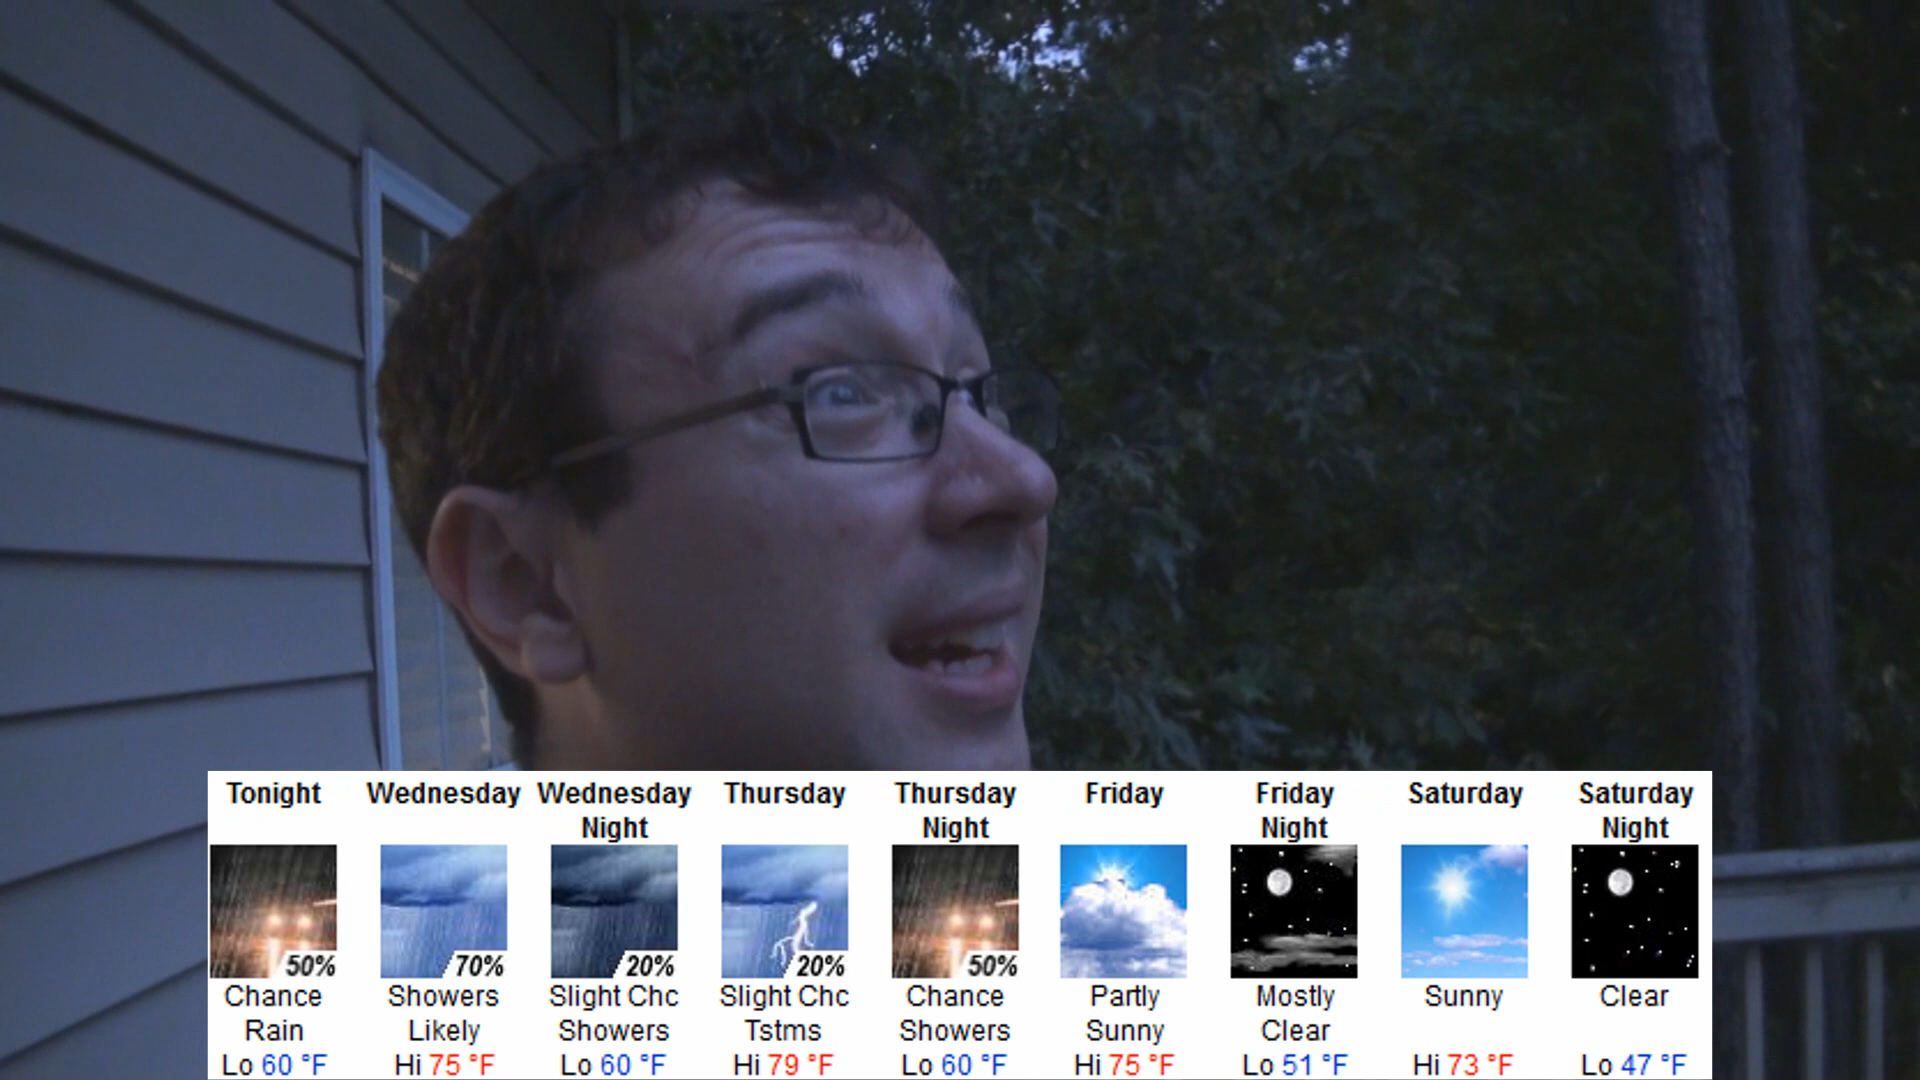 Tonight Wednesday Wednesday Thursday Thursday Friday Friday Saturday Saturday
Night Night Night Night
50% 70% 20% 20% 50%
Chance Showers Slight Chc Slight Chc Chance Partly Mostly Sunny Clear
Rain Likely Showers Tstms Showers Sunny Clear
Lo 60 °F Hi 75 °F Lo 60 °F Hi 79 °F Lo 60 °F Hi 75 °F Lo 51 °F Hi 73 °F Lo 47 °F